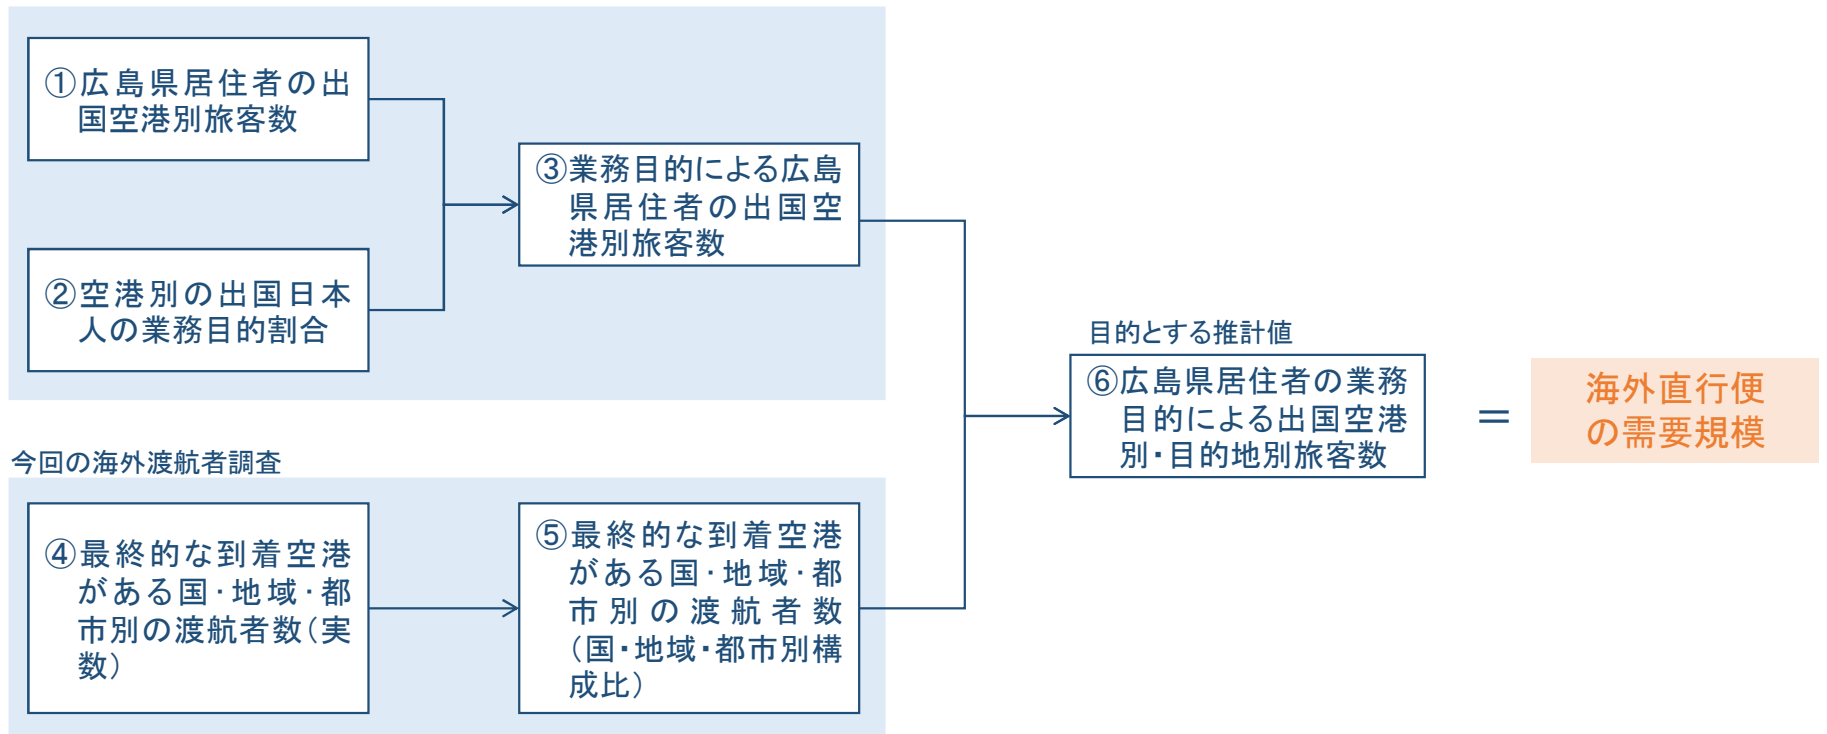 ①広島県居住者の出
国空港別旅客数
②空港別の出国日本
人の業務目的割合
③業務目的による広島
県居住者の出国空
港別旅客数
今回の海外渡航者調査
④最終的な到着空港
がある国・地域・都
市別の渡航者数(実
数)
⑤最終的な到着空港
がある国・地域・都
市別の渡航者数
(国・地域・都市別構
成比)
目的とする推計値
⑥広島県居住者の業務
目的による出国空港
別・目的地別旅客数
＝
海外直行便
の需要規模